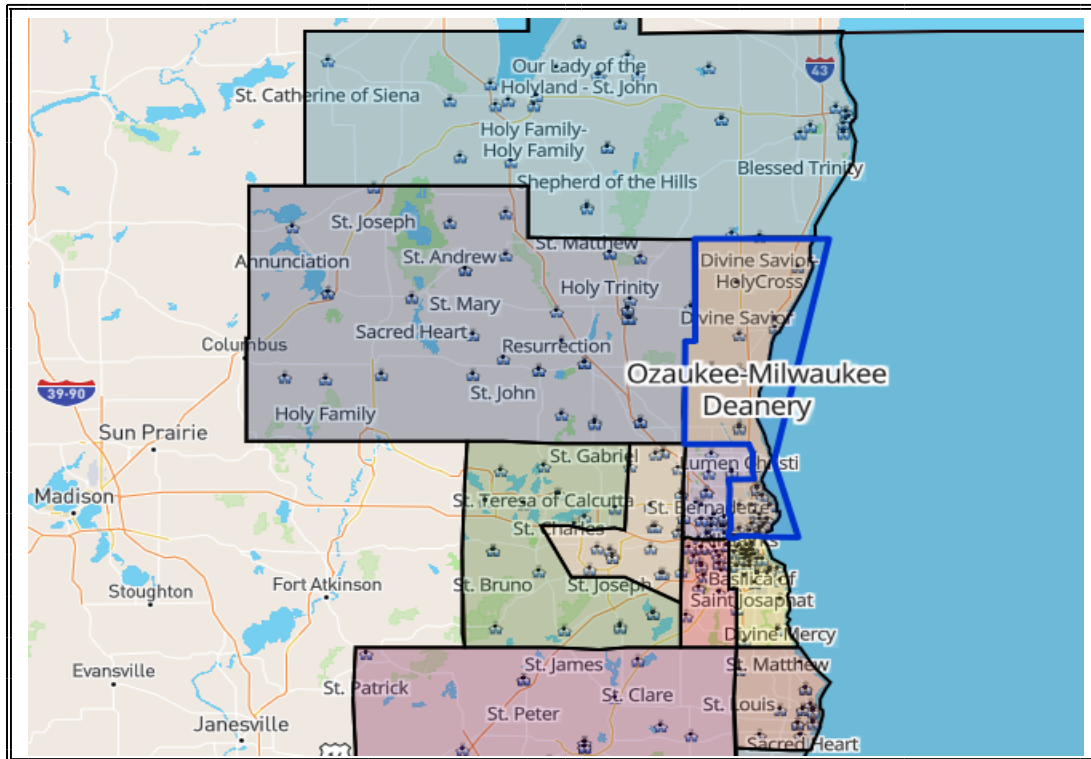 Our Lady of the
Holyland - St. John
43
St. Catherine of Siena
Holy Family-
Holy Family
Blessed Trinity
Shepherd of the Hills
St. Joseph
St. Matthew
Annunciation
St. Andrew
Divine Savior-
HolyCross
Holy Trinity
St. Mary
Divine Savior
Sacred Heart
Columbus
Resurrection
39-90
Ozaukee-Milwaukee
Deanery
St. John
Holy Family
Sun Prairie
St. Gabriel
Lumen Christi
Madison
St. Teresa of Calcutta
St. Bernadette
St. Charles
Fort Atkinson
St. Bruno
St. Joseph
Basilica of
Saint Josaphat
Stoughton
Divine Mercy
Evansville
St. James
St. Matthew
St. Patrick
St. Clare
St. Louis
St. Peter
Janesville
Sacred Heart